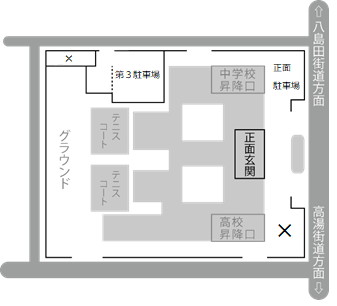 ⇧八島田街道方面
正面
駐車場
中学校
昇降口
第３駐車場
テニス
コート
正面玄関
グラウンド
テニス
コート
高校
昇降口
高湯街道方面⇩
×
×